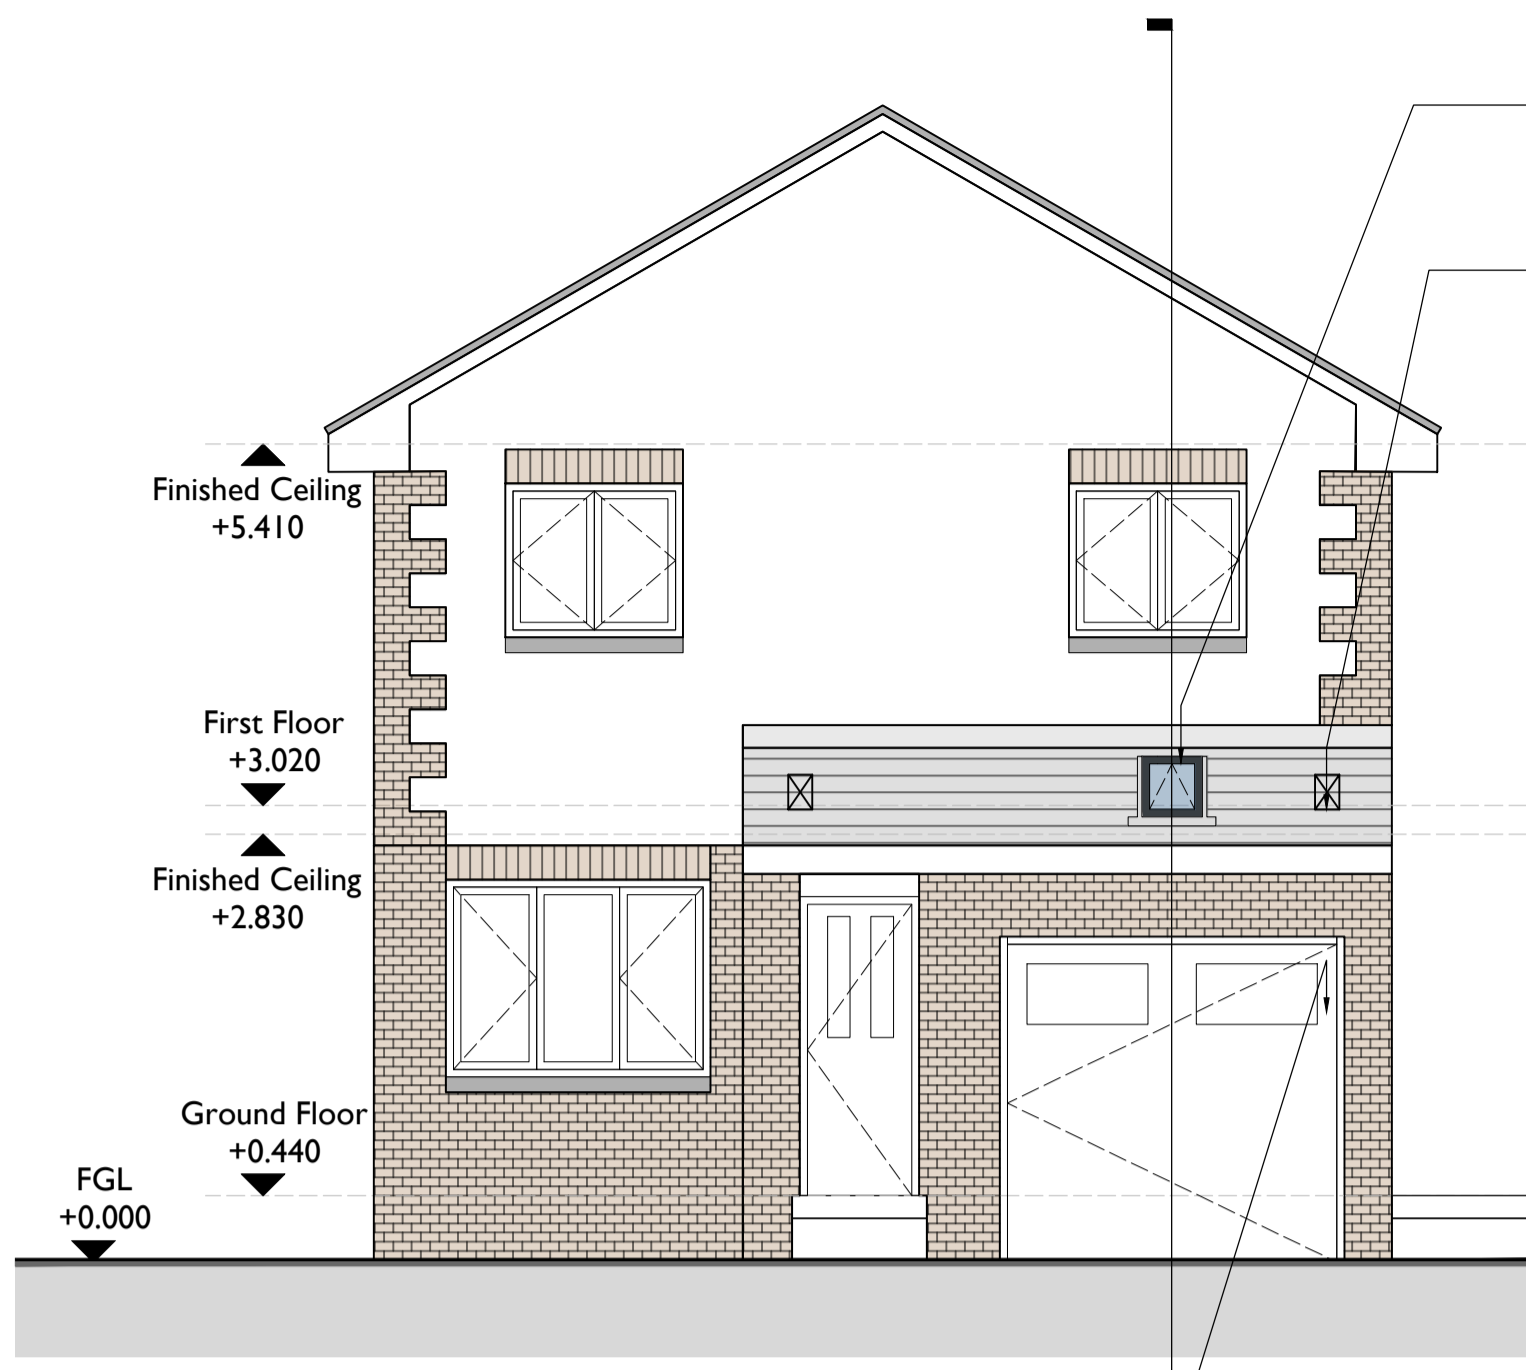 Finished Ceiling
+5.410
First Floor
+3.020
Finished Ceiling
+2.830
Ground Floor
+0.440
FGL
+0.000